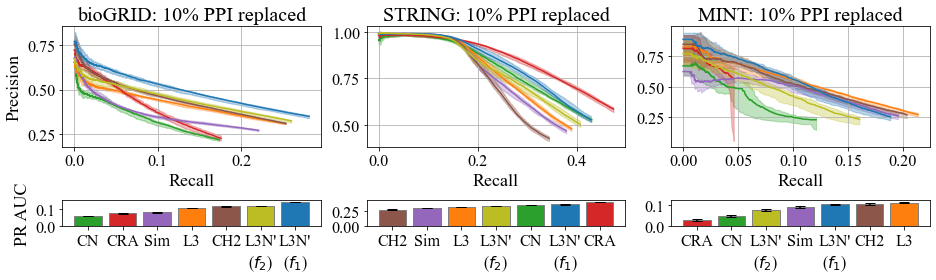 bioGRID: 10% PPI replaced
Precision
0.75
0.50
0.25
0.0
0.1
0.2
Recall
STRING: 10% PPI replaced
1.00
0.75
0.50
0.0
0.2
0.4
Recall
MINT: 10% PPI replaced
0.75
0.50
0.25
0.00
0.05
0.10
0.15
0.20
Recall
PR AUC
0.1
0.0
CN CRA Sim L3 CH2 L3N' L3N'
(f2) (f1)
0.25
0.00
CH2 Sim L3 L3N' CN L3N' CRA
(f2) (f1)
0.1
0.0
CRA CN L3N' Sim L3N' CH2 L3
(f2) (f1)